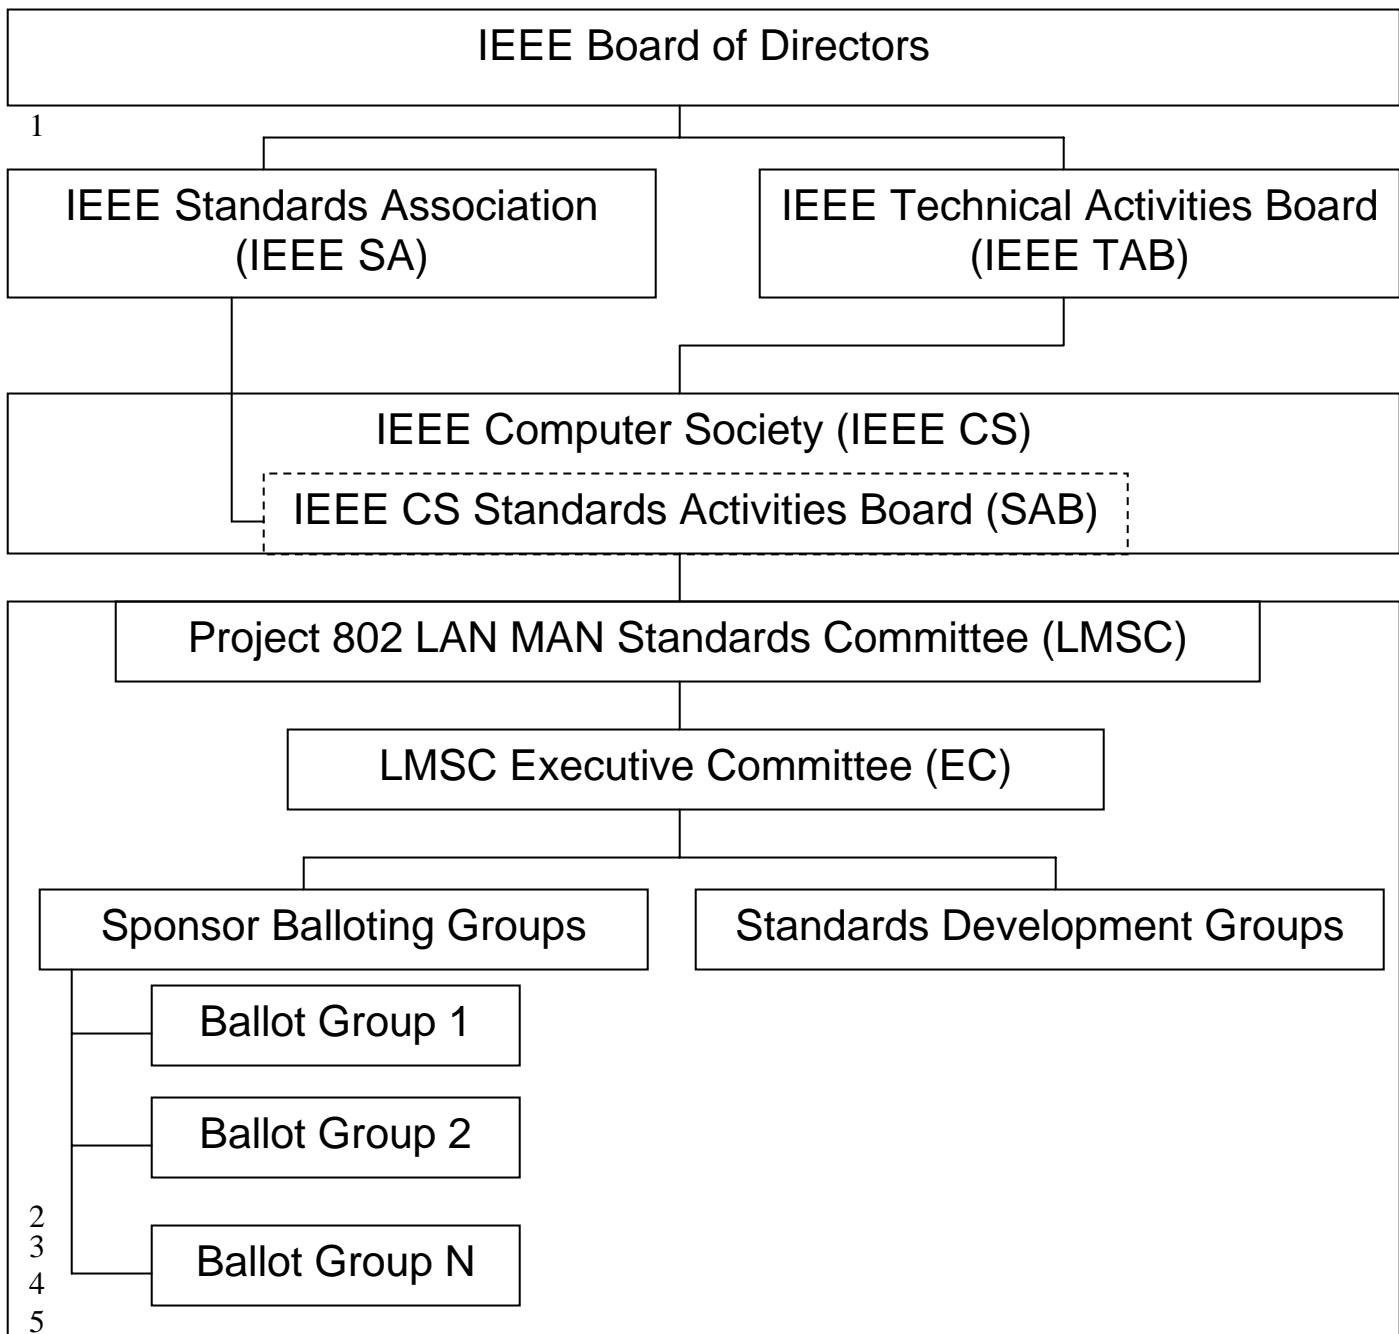 IEEE Board of Directors
1
IEEE Standards Association
(IEEE SA)
IEEE Technical Activities Board
(IEEE TAB)
IEEE Computer Society (IEEE CS)
IEEE CS Standards Activities Board (SAB)
Project 802 LAN MAN Standards Committee (LMSC)
LMSC Executive Committee (EC)
Sponsor Balloting Groups
Standards Development Groups
Ballot Group 1
Ballot Group 2
Ballot Group N
2
3
4
5